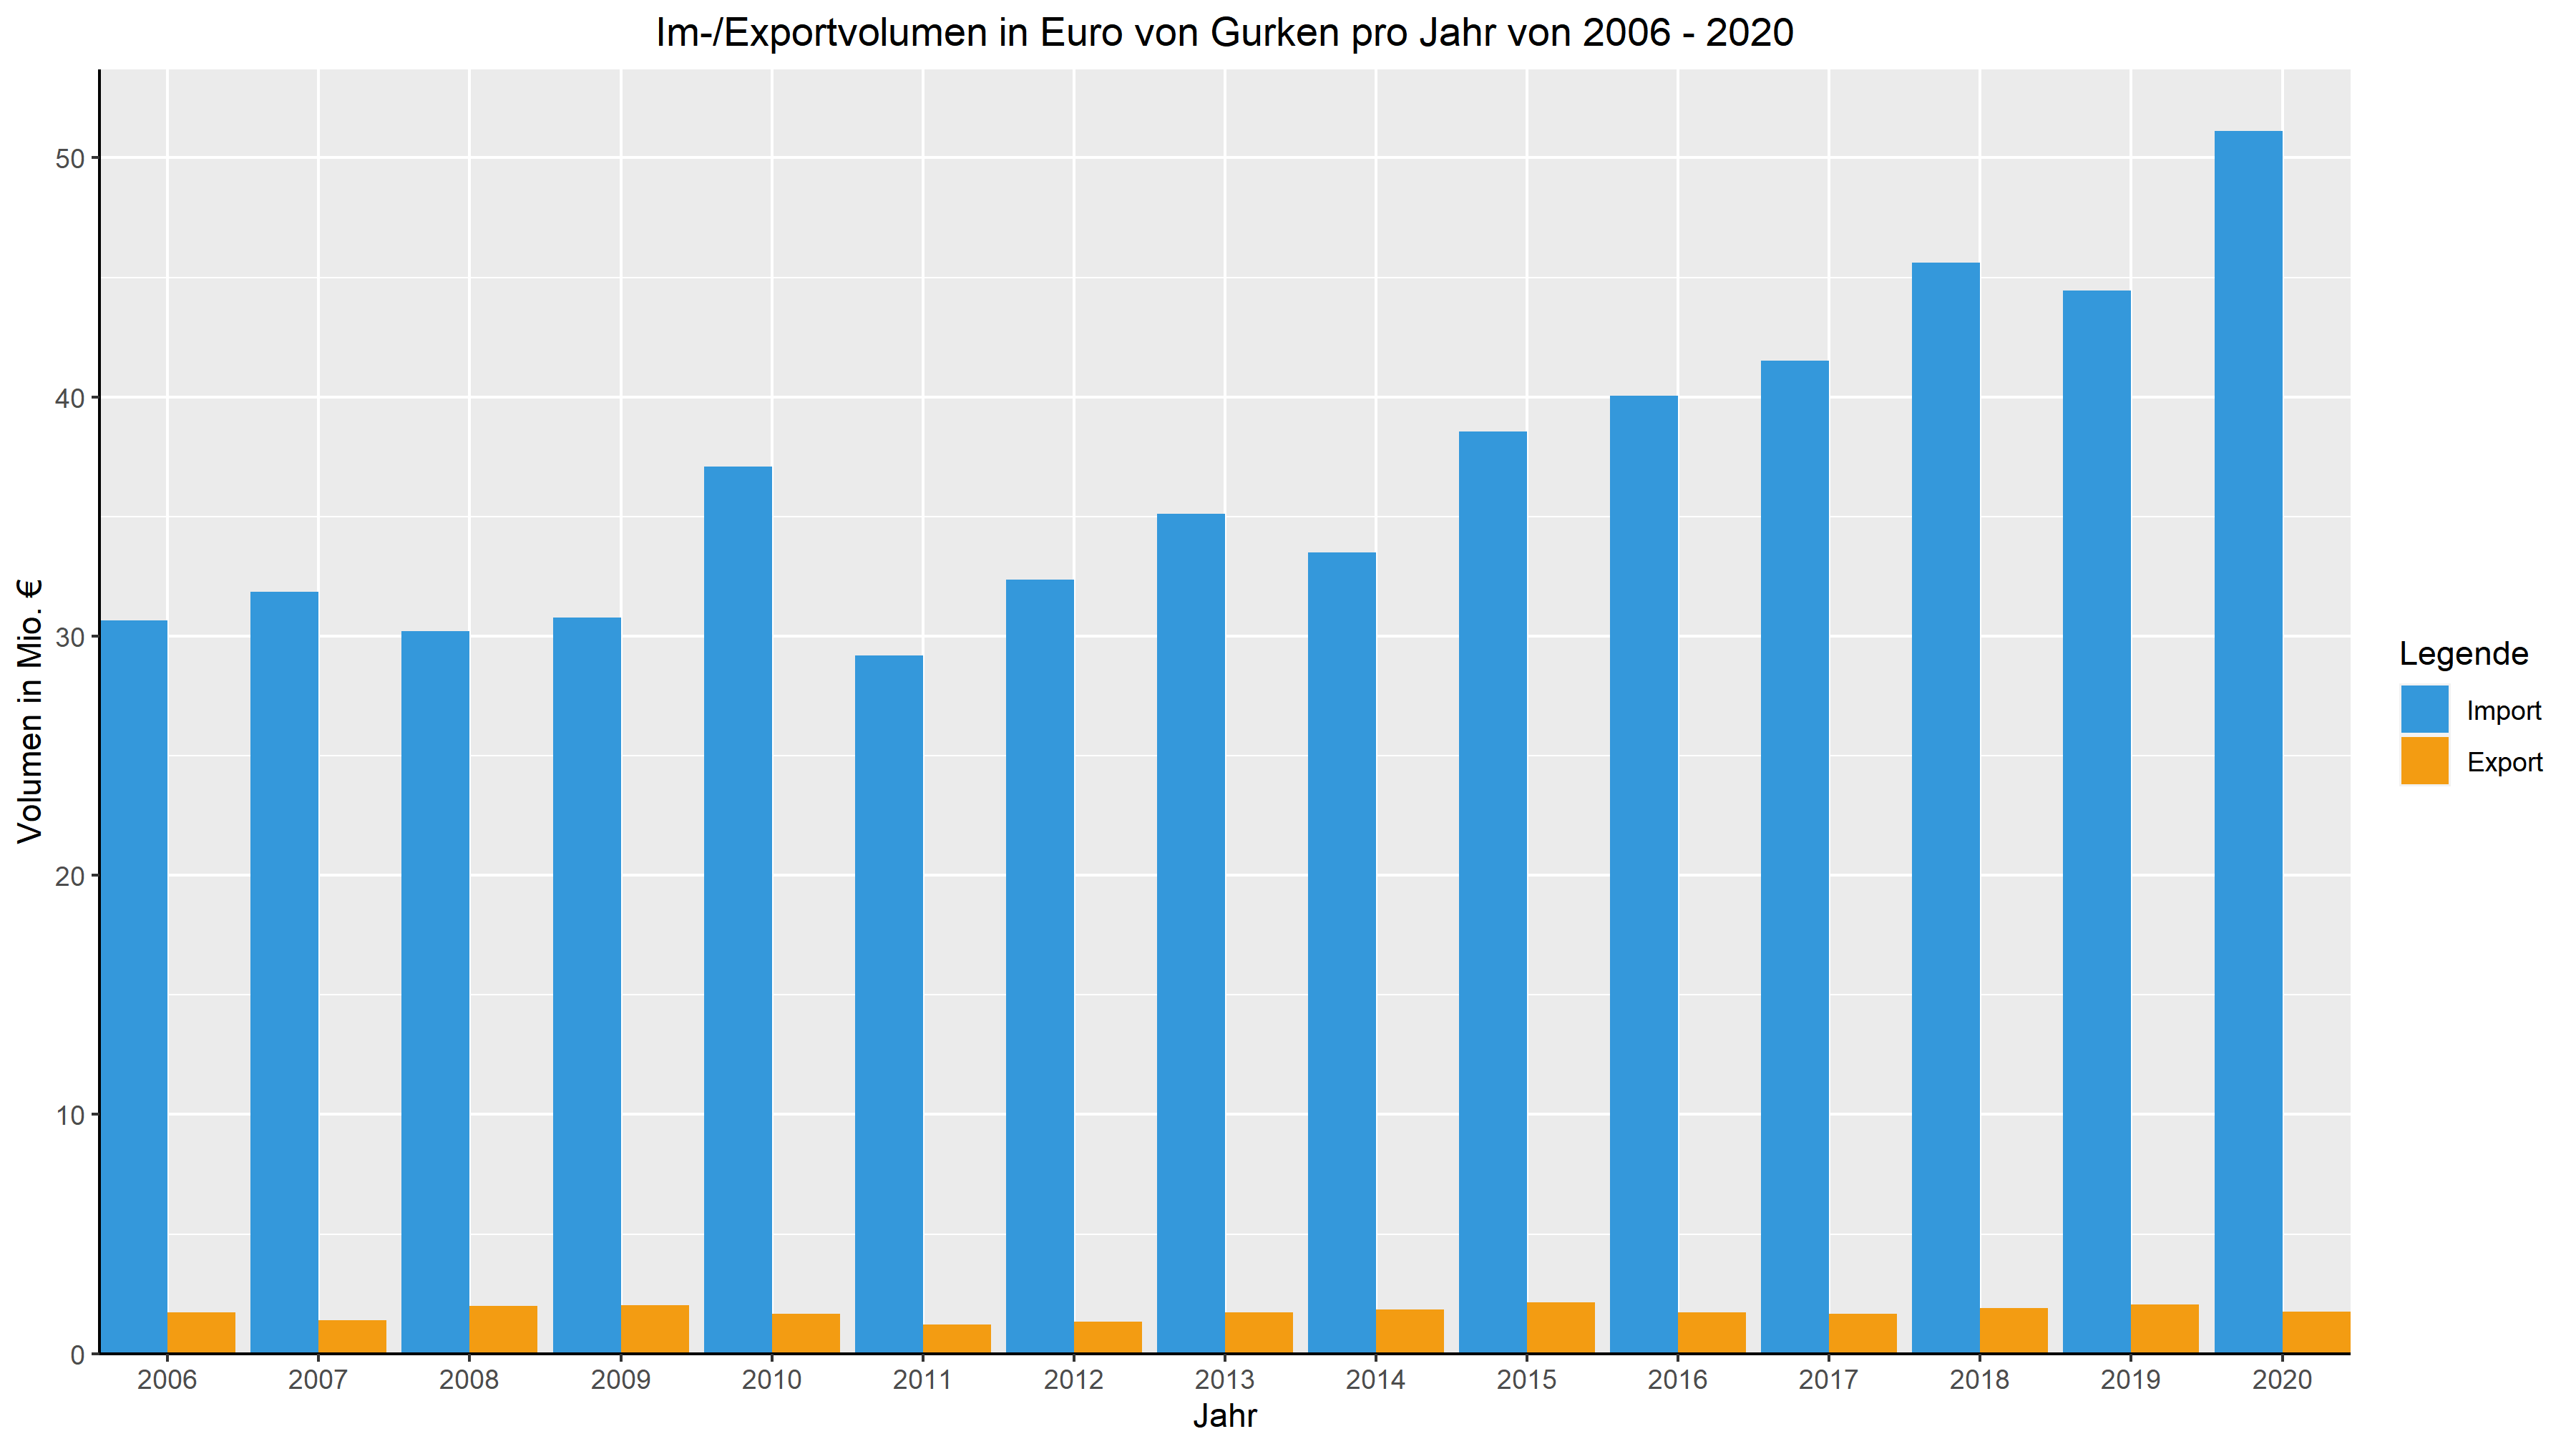 Im-/Exportvolumen in Euro von Gurken pro Jahr von 2006 - 2020
Volumen in Mio. €
50
40
30
20
10
0
2006 2007 2008 2009 2010 2011 2012 2013 2014 2015 2016 2017 2018 2019 2020
Jahr
Legende
Import
Export